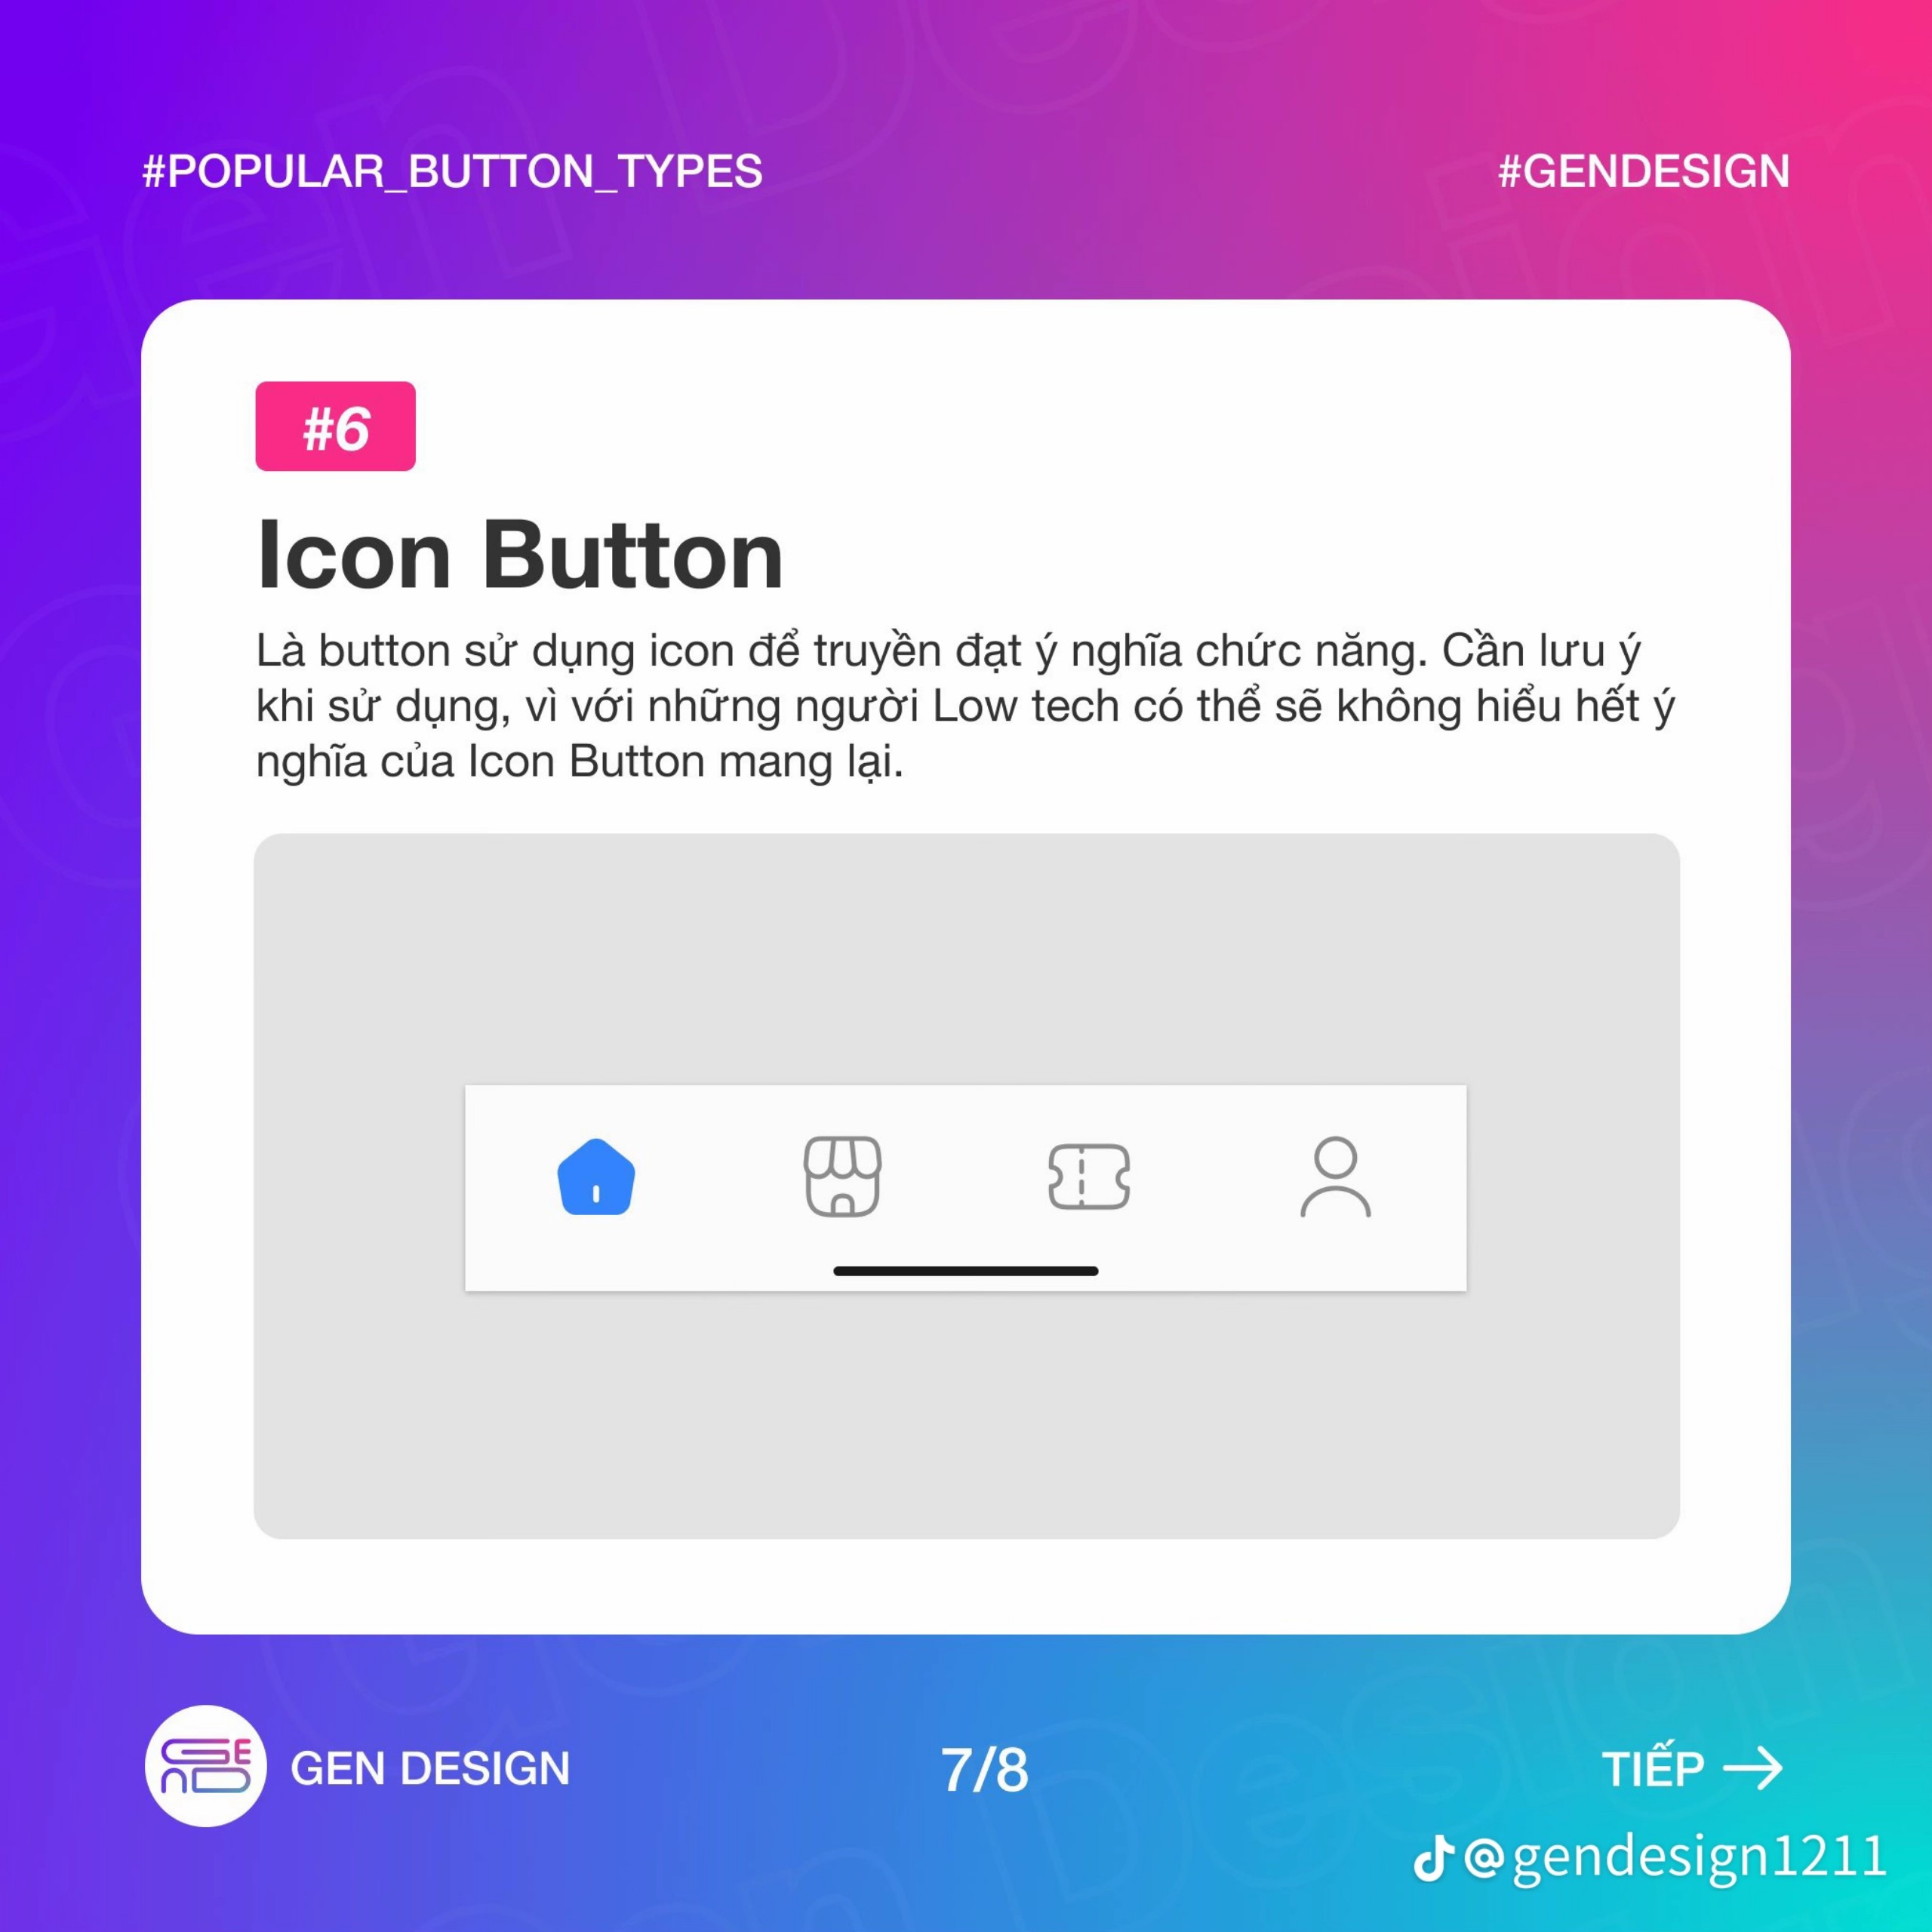 #POPULAR_BUTTON_TYPES
#GENDESIGN
#6
Icon Button
Là button sử dụng icon để truyền đạt ý nghĩa chức năng. Cần lưu ý
khi sử dụng, vì với những người Low tech có thể sẽ không hiểu hết ý
nghĩa của Icon Button mang lại.
GEN
GEN DESIGN
7/8
TIẾP →
@gendesign1211